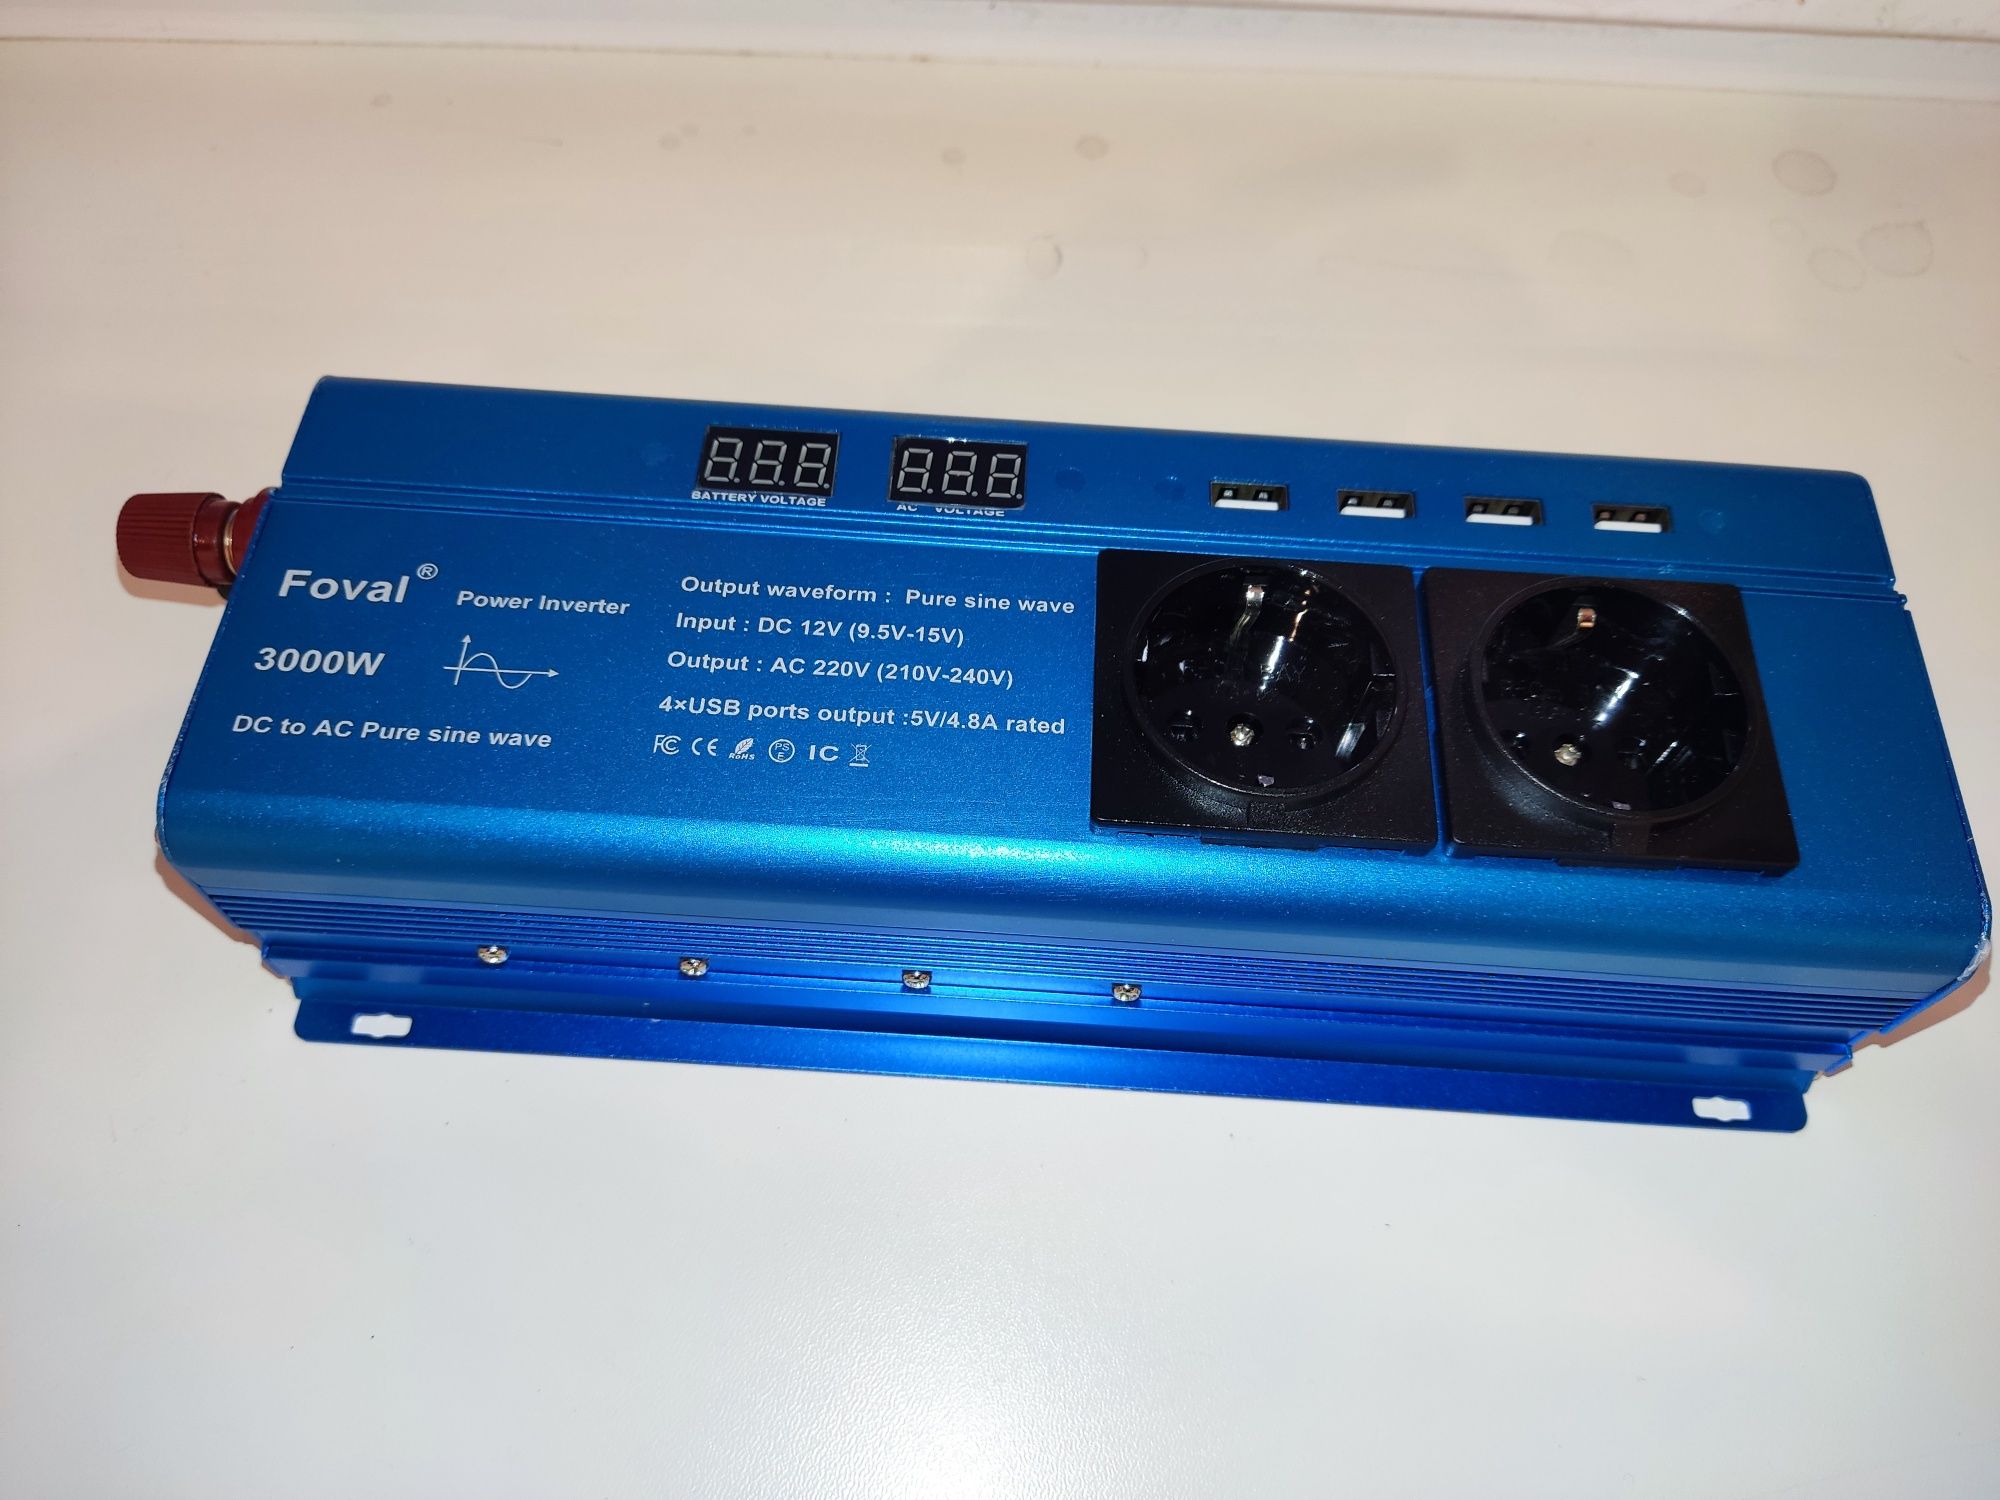 BATTERY VOLTAGE
AC VOLTAGE
Foval®
Power Inverter
3000W
DC to AC Pure sine wave
Output waveform : Pure sine wave
Input : DC 12V (9.5V-15V)
Output : AC 220V (210V-240V)
4×USB ports output :5V/4.8A rated
FC CE RoHS PS E IC